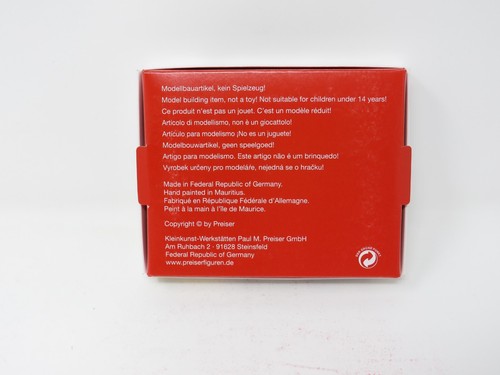 Modellbauartikel, kein Spielzeug!
Model building item, not a toy! Not suitable for children under 14 years!
Ce produit n'est pas un jouet. C'est un modèle réduit!
Articolo di modellismo, non è un giocattolo!
Artículo para modelismo ¡No es un juguete!
Modelbouwartikel, geen speelgoed!
Artigo para modelismo. Este artigo não é um brinquedo!
Vyrobek určeny pro modeláře, nejedná se o hračku!
Made in Federal Republic of Germany.
Hand painted in Mauritius.
Fabriqué en République Fédérale d'Allemagne.
Peint à la main à l'île de Maurice.
Copyright © by Preiser
Kleinkunst-Werkstätten Paul M. Preiser GmbH
Am Ruhbach 2 - 91628 Steinsfeld
Federal Republic of Germany
www.preiserfiguren.de